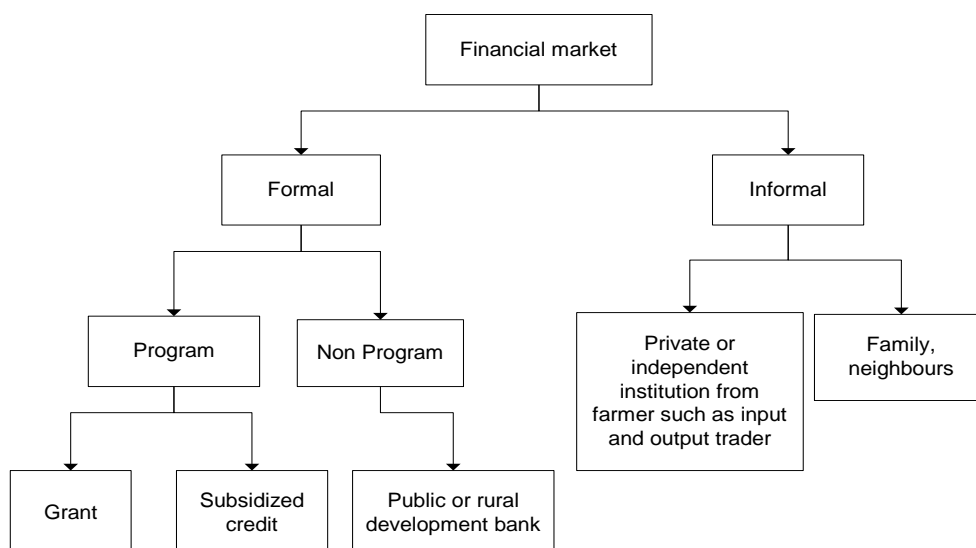 Financial market
Formal
Informal
Program
Non Program
Private or
independent
institution from
farmer such as input
and output trader
Family,
neighbours
Grant
Subsidized
credit
Public or rural
development bank